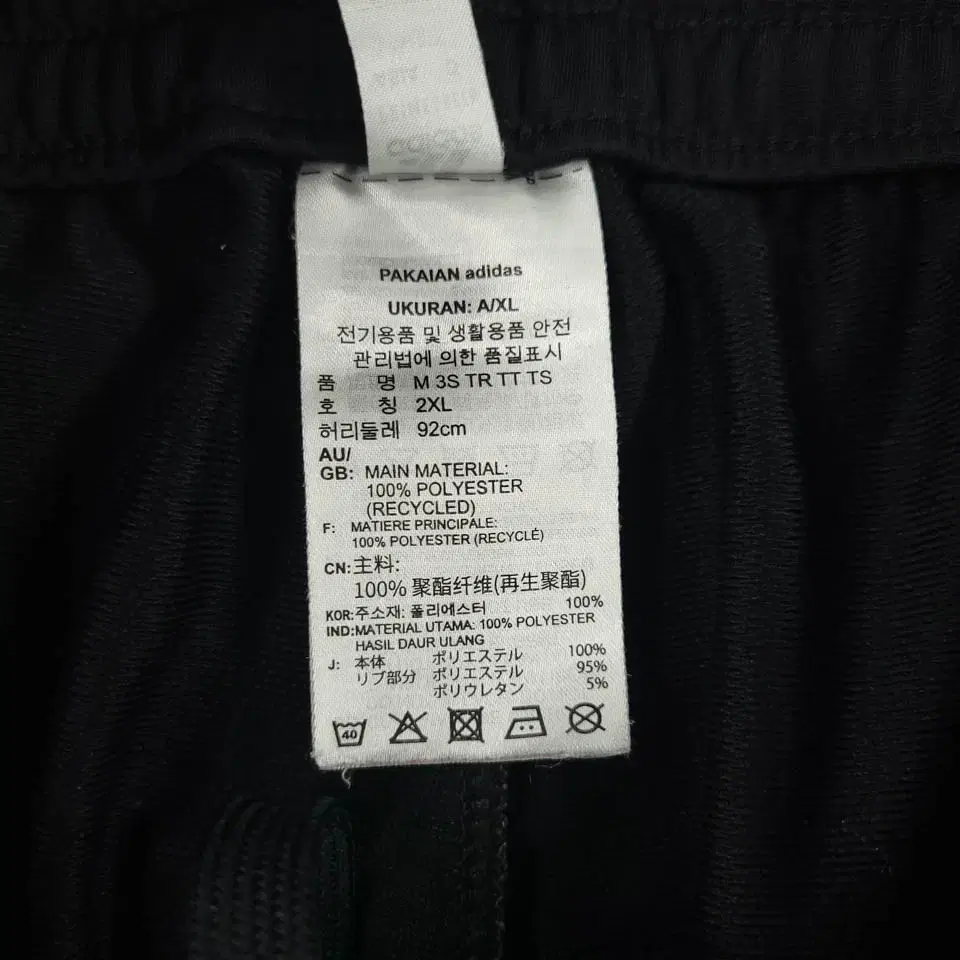 PAKAIAN adidas
UKURAN: A/XL
전기용품 및 생활용품 안전
관리법에 의한 품질표시
품 명 M 3S TR TT TS
호 칭 2XL
허리둘레 92cm
AU/
GB: MAIN MATERIAL:
100% POLYESTER
(RECYCLED)
F: MATIERE PRINCIPALE:
100% POLYESTER (RECYCLÉ)
CN:主料:
100% 聚酯纤维(再生聚酯)
KOR:주소재: 폴리에스터 100%
IND:MATERIAL UTAMA: 100% POLYESTER
HASIL DAUR ULANG
J: 本体 ポリエステル 100%
リブ部分 ポリエステル 95%
ポリウレタン 5%
40